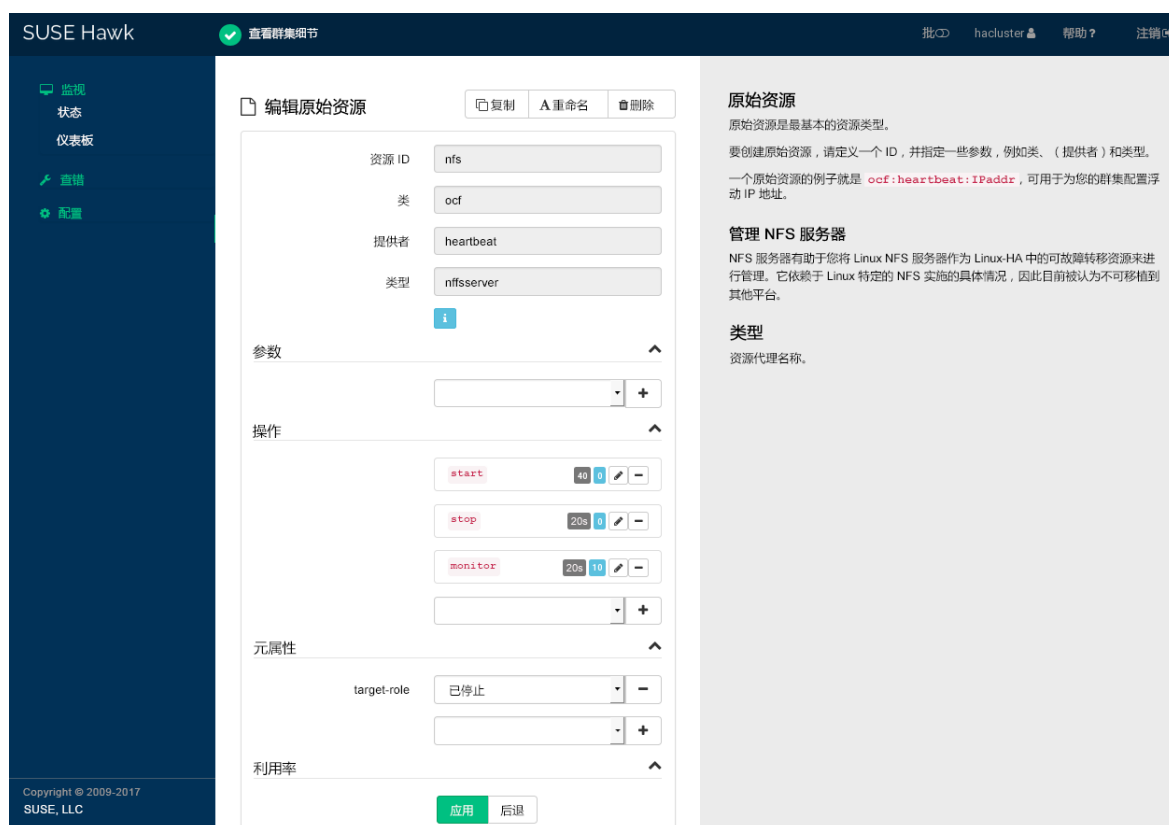 SUSE Hawk
查看群集细节
批
hacluster
帮助?
注销
监视
状态
仪表板
查错
配置
Copyright © 2009-2017
SUSE, LLC
编辑原始资源
复制
A重命名
删除
资源 ID
nfs
类
ocf
提供者
heartbeat
类型
nffsserver
i
参数
操作
start 40 0
stop 20s 0
monitor 20s 10
元属性
target-role 已停止
利用率
应用 后退
原始资源
原始资源是最基本的资源类型。
要创建原始资源，请定义一个 ID，并指定一些参数，例如类、（提供者）和类型。
一个原始资源的例子就是 ocf:heartbeat:IPaddr，可用于为您的群集配置浮
动 IP 地址。
管理 NFS 服务器
NFS 服务器有助于您将 Linux NFS 服务器作为 Linux-HA 中的可故障转移资源来进
行管理。它依赖于 Linux 特定的 NFS 实施的具体情况，因此目前被认为不可移植到
其他平台。
类型
资源代理名称。